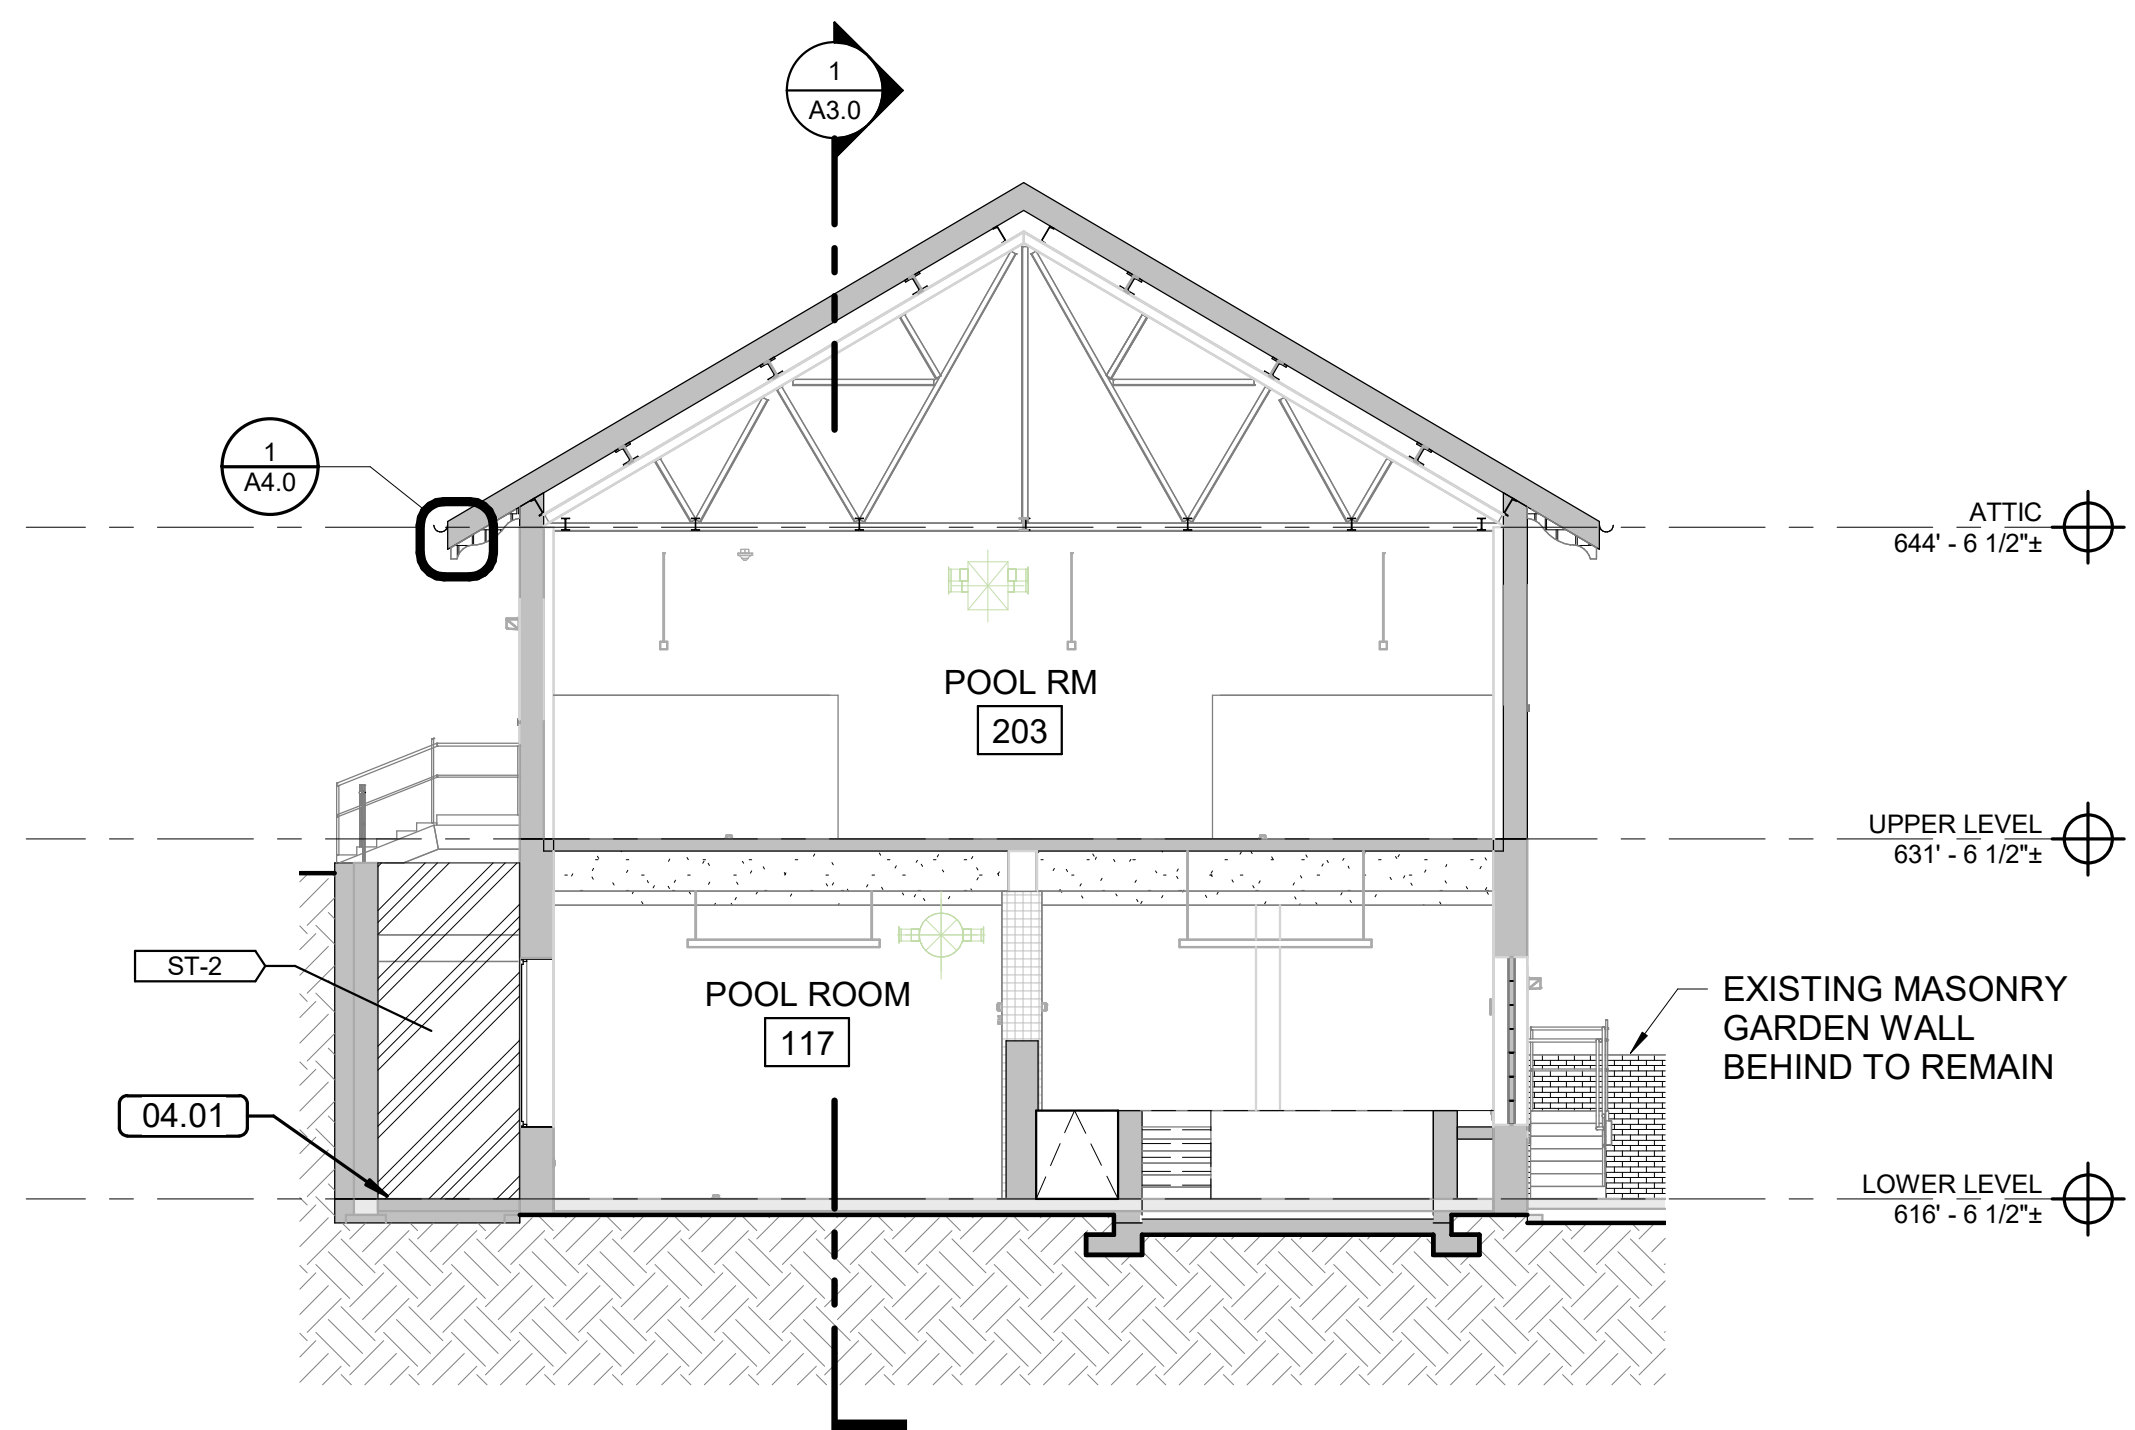 1
A3.0
1
A4.0
ATTIC
644' - 6 1/2"±
POOL RM
203
UPPER LEVEL
631' - 6 1/2"±
ST-2
POOL ROOM
117
EXISTING MASONRY
GARDEN WALL
BEHIND TO REMAIN
04.01
LOWER LEVEL
616' - 6 1/2"±